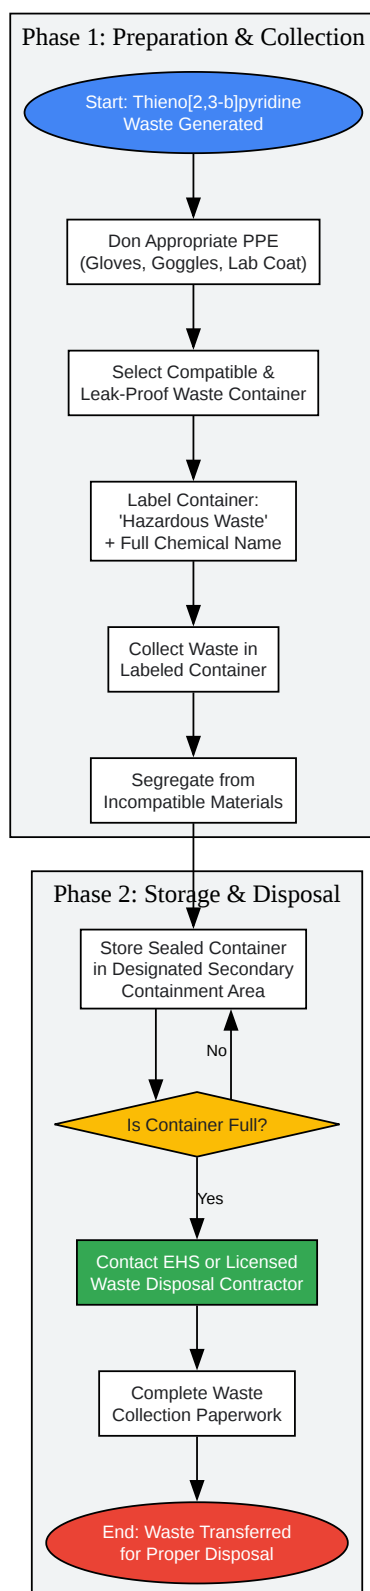 Phase 1: Preparation & Collection
Start: Thieno[2,3-b]pyridine
Waste Generated
Don Appropriate PPE
(Gloves, Goggles, Lab Coat)
Select Compatible &
Leak-Proof Waste Container
Label Container:
'Hazardous Waste'
+ Full Chemical Name
Collect Waste in
Labeled Container
Segregate from
Incompatible Materials
Phase 2: Storage & Disposal
Store Sealed Container
in Designated Secondary
Containment Area
No
Is Container Full?
Yes
Contact EHS or Licensed
Waste Disposal Contractor
Complete Waste
Collection Paperwork
End: Waste Transferred
for Proper Disposal